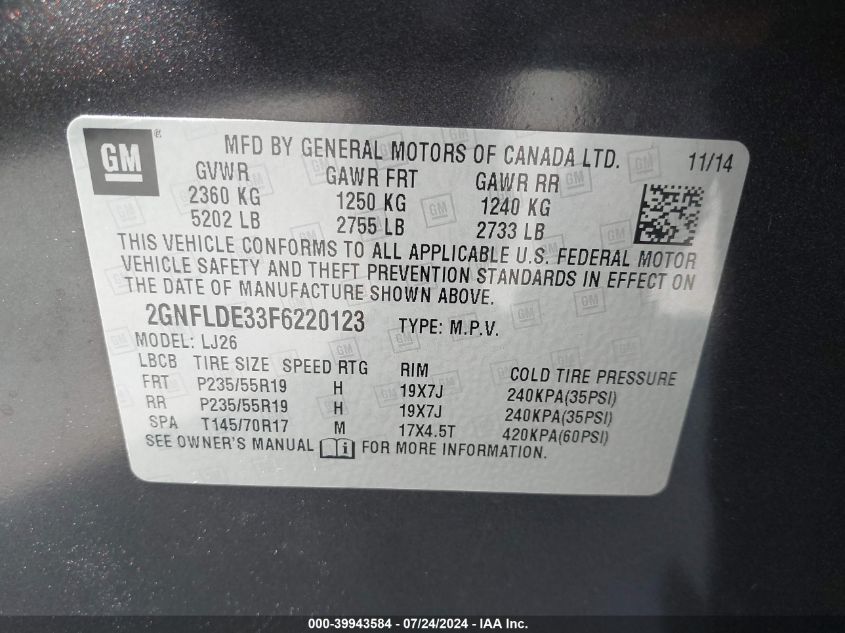 GM ® MFD BY GENERAL MOTORS OF CANADA LTD. 11/14
GVWR GAWR FRT GAWR RR
2360 KG 1250 KG 1240 KG
5202 LB 2755 LB 2733 LB
THIS VEHICLE CONFORMS TO ALL APPLICABLE U.S. FEDERAL MOTOR
VEHICLE SAFETY AND THEFT PREVENTION STANDARDS IN EFFECT ON
THE DATE OF MANUFACTURE SHOWN ABOVE.
2GNFLDE33F6220123 TYPE: M.P.V.
MODEL: LJ26
LBCB TIRE SIZE SPEED RTG RIM COLD TIRE PRESSURE
FRT P235/55R19 H 19X7J 240KPA(35PSI)
RR P235/55R19 H 19X7J 240KPA(35PSI)
SPA T145/70R17 M 17X4.5T 420KPA(60PSI)
SEE OWNER'S MANUAL i FOR MORE INFORMATION.
000-39943584 / 07/24/2024 - IAA Inc.